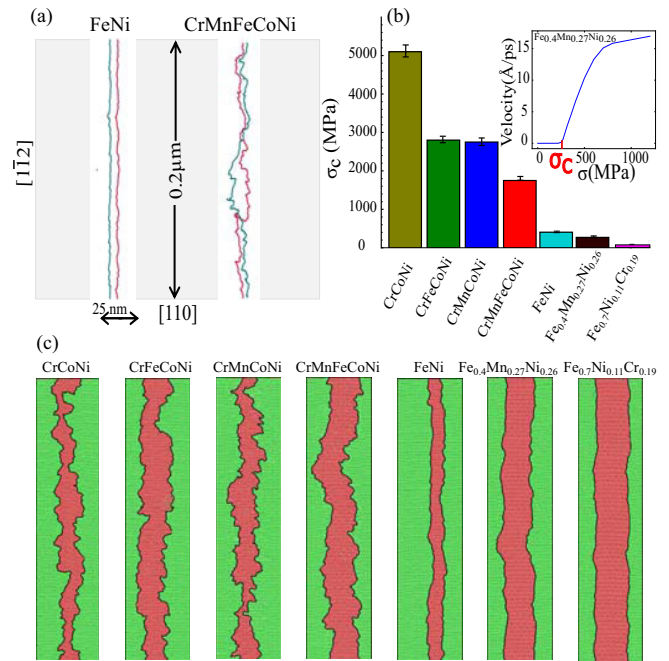 (a)
FeNi
CrMnFeCoNi
[11̄2]
0.2μm
25 nm
[110]
(b)
σc (MPa)
5000
4000
3000
2000
1000
0
CrCoNi
CrFeCoNi
CrMnCoNi
CrMnFeCoNi
FeNi
Fe0.4Mn0.27Ni0.26
Fe0.7Ni0.11Cr0.19
Fe0.4Mn0.27Ni0.26
Velocity(Å/ps)
15
10
5
0
0
500
1000
σc
σ(MPa)
(c)
CrCoNi
CrFeCoNi
CrMnCoNi
CrMnFeCoNi
FeNi
Fe0.4Mn0.27Ni0.26
Fe0.7Ni0.11Cr0.19